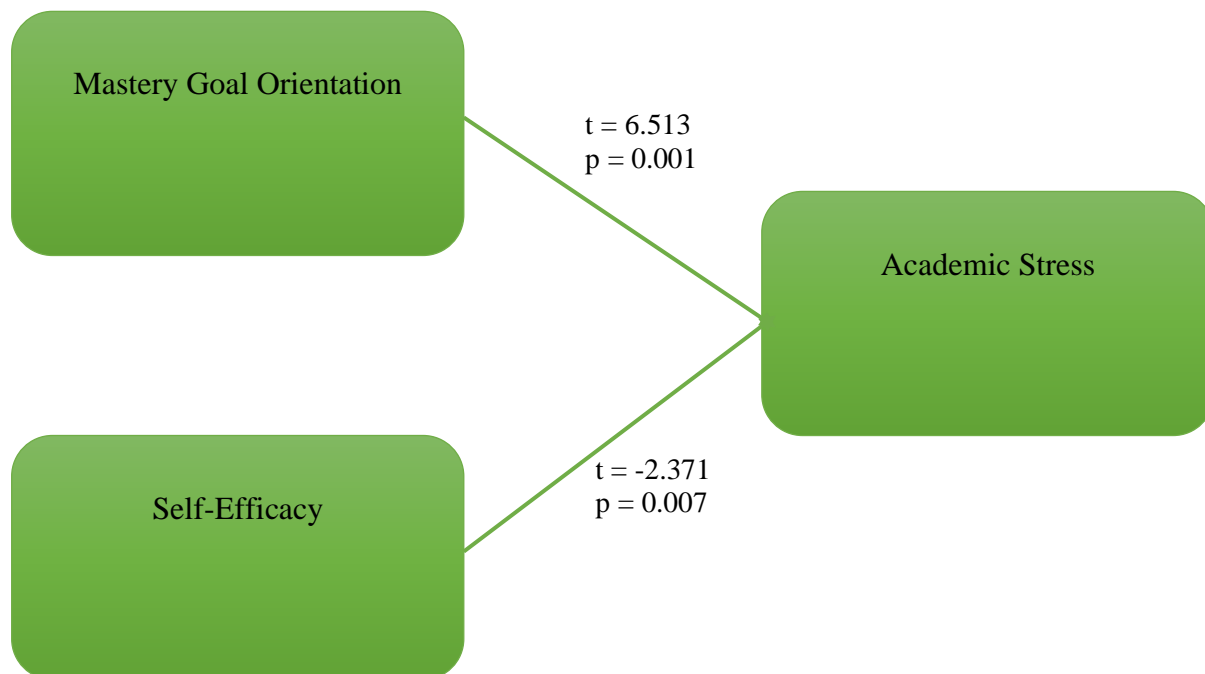 Mastery Goal Orientation
t = 6.513
p = 0.001
Academic Stress
t = -2.371
p = 0.007
Self-Efficacy